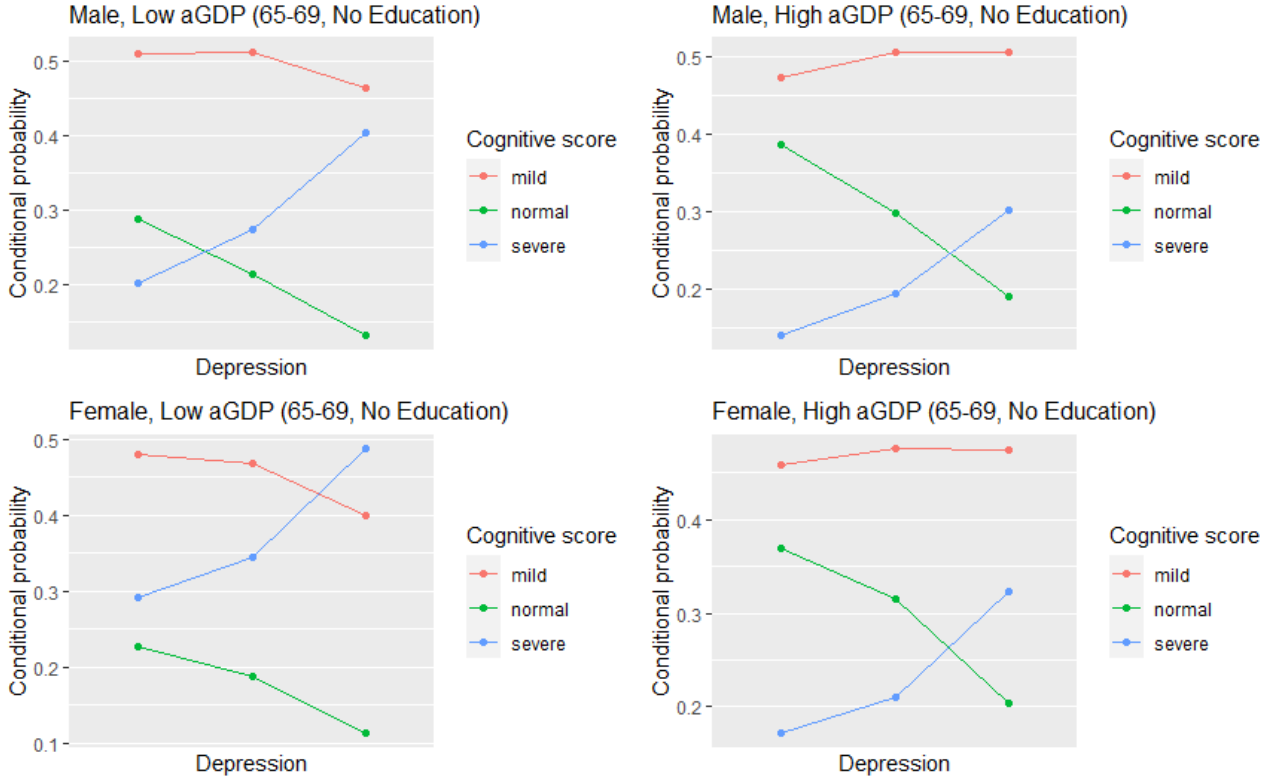 Male, Low aGDP (65-69, No Education)
Conditional probability
0.5
0.4
0.3
0.2
Depression
Cognitive score
mild
normal
severe
Male, High aGDP (65-69, No Education)
Conditional probability
0.5
0.4
0.3
0.2
Depression
Cognitive score
mild
normal
severe
Female, Low aGDP (65-69, No Education)
Conditional probability
0.5
0.4
0.3
0.2
0.1
Depression
Cognitive score
mild
normal
severe
Female, High aGDP (65-69, No Education)
Conditional probability
0.4
0.3
0.2
Depression
Cognitive score
mild
normal
severe